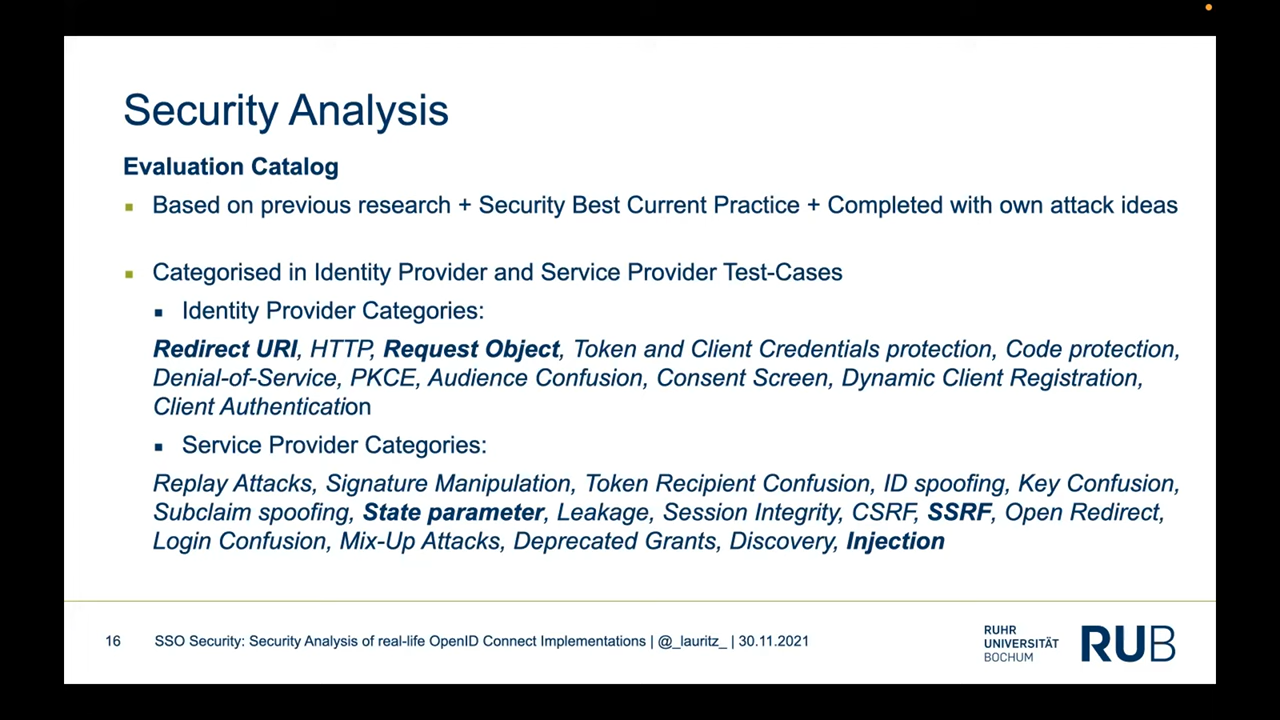 Security Analysis
Evaluation Catalog
Based on previous research + Security Best Current Practice + Completed with own attack ideas
Categorised in Identity Provider and Service Provider Test-Cases
Identity Provider Categories:
Redirect URI, HTTP, Request Object, Token and Client Credentials protection, Code protection,
Denial-of-Service, PKCE, Audience Confusion, Consent Screen, Dynamic Client Registration,
Client Authentication
Service Provider Categories:
Replay Attacks, Signature Manipulation, Token Recipient Confusion, ID spoofing, Key Confusion,
Subclaim spoofing, State parameter, Leakage, Session Integrity, CSRF, SSRF, Open Redirect,
Login Confusion, Mix-Up Attacks, Deprecated Grants, Discovery, Injection
16 SSO Security: Security Analysis of real-life OpenID Connect Implementations | @_lauritz_ | 30.11.2021
RUHR
UNIVERSITÄT
BOCHUM
RUB